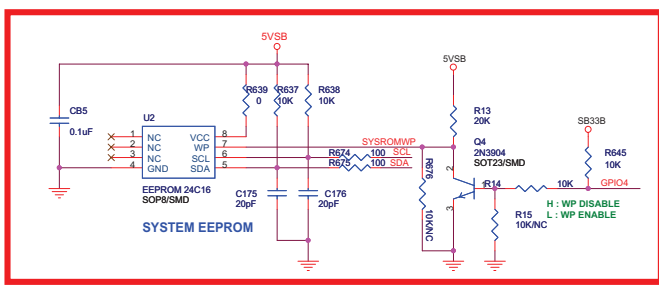 5VSB
5VSB
SB33B
R639
0
R637
10K
R638
10K
CB5
0.1uF
U2
1 NC
2 NC
3 NC
4 GND
VCC 8
WP 7
SCL 6
SDA 5
EEPROM 24C16
SOP8/SMD
SYSROMWP
R674 100 SCL
R675 100 SDA
C175
20pF
C176
20pF
R676
10K/NC
R13
20K
Q4
2N3904
SOT23/SMD
2
1
3
R14
10K
R15
10K/NC
R645
10K
GPIO4
H : WP DISABLE
L : WP ENABLE
SYSTEM EEPROM